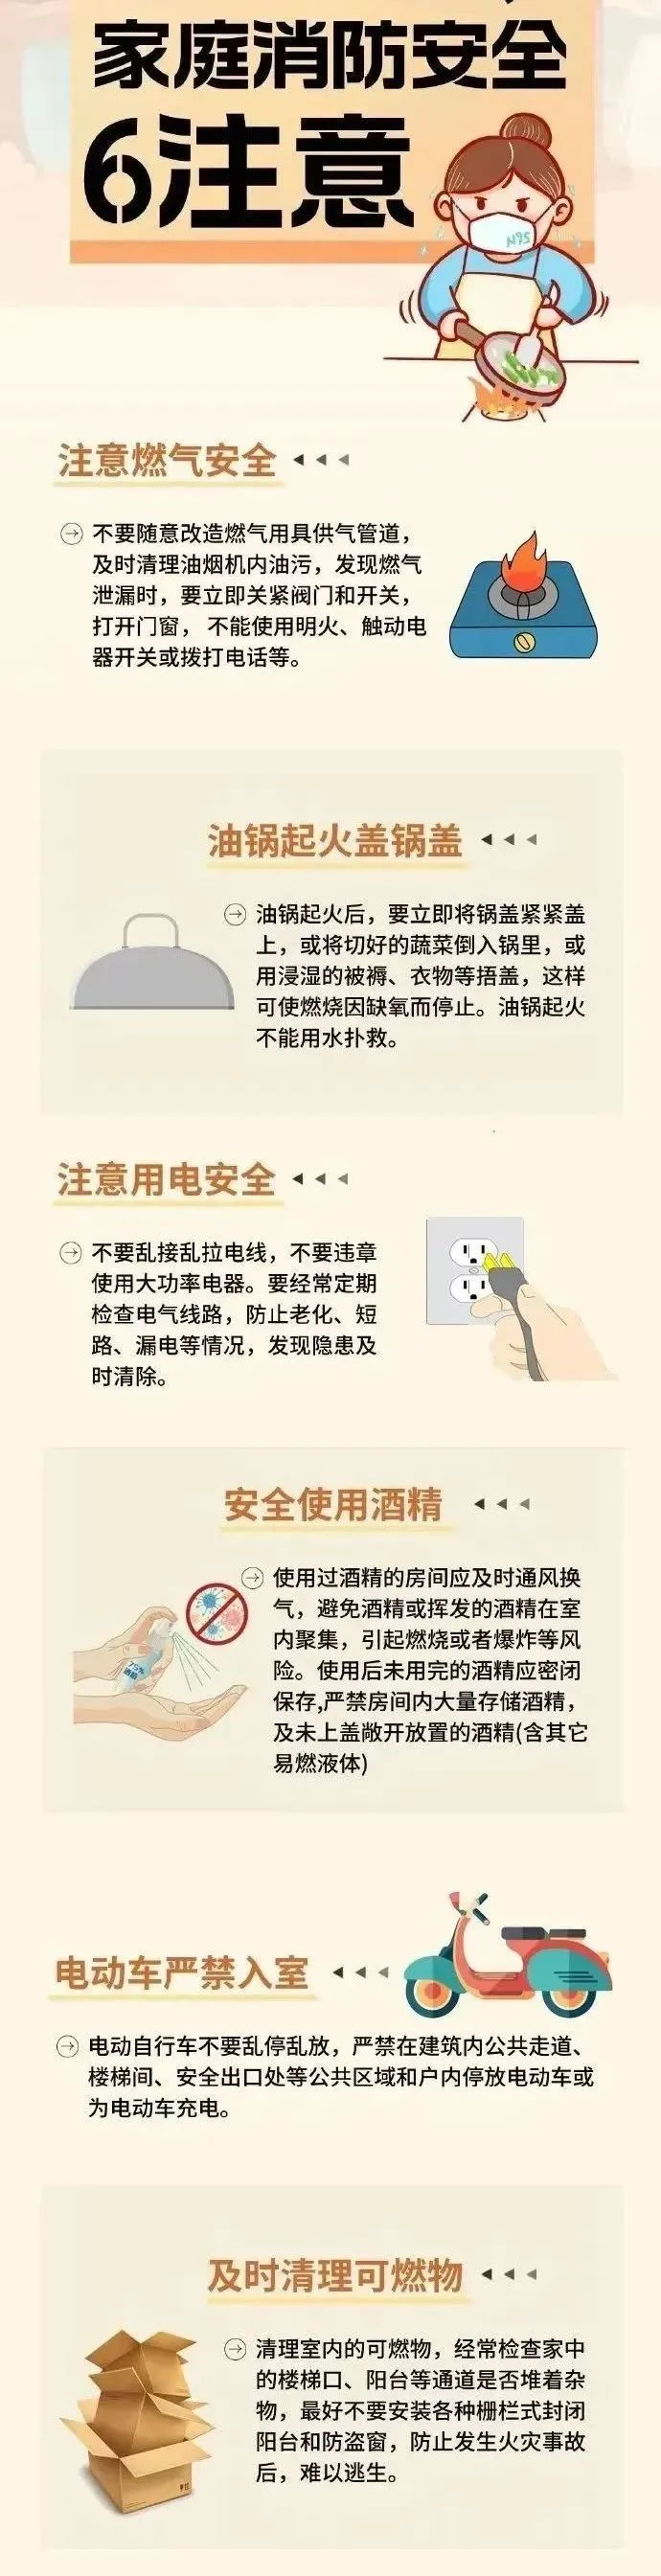 家庭消防安全
6注意
N95
注意燃气安全
不要随意改造燃气用具供气管道，
及时清理油烟机内油污，发现燃气
泄漏时，要立即关紧阀门和开关，
打开门窗， 不能使用明火、触动电
器开关或拨打电话等。
油锅起火盖锅盖
油锅起火后，要立即将锅盖紧紧盖
上，或将切好的蔬菜倒入锅里，或
用浸湿的被褥、衣物等捂盖，这样
可使燃烧因缺氧而停止。油锅起火
不能用水扑救。
注意用电安全
不要乱接乱拉电线，不要违章
使用大功率电器。要经常定期
检查电气线路，防止老化、短
路、漏电等情况，发现隐患及
时清除。
安全使用酒精
使用过酒精的房间应及时通风换
气，避免酒精或挥发的酒精在室
内聚集，引起燃烧或者爆炸等风
险。使用后未用完的酒精应密闭
保存,严禁房间内大量存储酒精，
及未上盖敞开放置的酒精(含其它
易燃液体)
75%
酒精
电动车严禁入室
电动自行车不要乱停乱放，严禁在建筑内公共走道、
楼梯间、安全出口处等公共区域和户内停放电动车或
为电动车充电。
及时清理可燃物
清理室内的可燃物，经常检查家中
的楼梯口、阳台等通道是否堆着杂
物，最好不要安装各种栅栏式封闭
阳台和防盗窗，防止发生火灾事故
后，难以逃生。